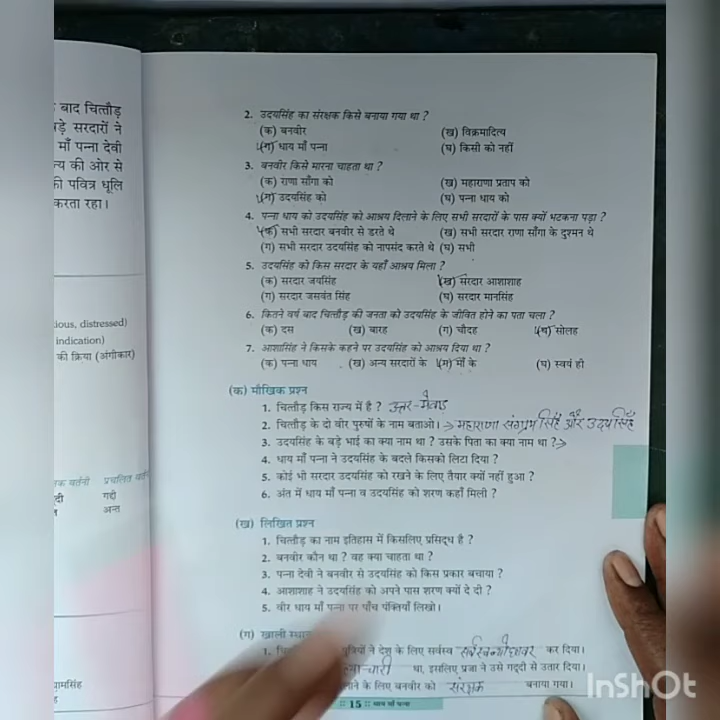 बाद चित्तौड़
सरदारों ने
माँ पन्ना देवी
की ओर से
पवित्र धूलि
करता रहा।
ious, distressed)
indication)
की क्रिया (अंगीकार)
वर्तनी प्रचलित
गद्दी
अन्त
2. उदयसिंह का संरक्षक किसे बनाया गया था ?
(क) बनवीर (ख) विक्रमादित्य
(ग) धाय माँ पन्ना (घ) किसी को नहीं
3. बनवीर किसे मारना चाहता था ?
(क) राणा साँगा को (ख) महाराणा प्रताप को
(ग) उदयसिंह को (घ) पन्ना धाय को
4. पन्ना धाय को उदयसिंह को आश्रय दिलाने के लिए सभी सरदारों के पास क्यों भटकना पड़ा ?
(क) सभी सरदार बनवीर से डरते थे (ख) सभी सरदार राणा साँगा के दुश्मन थे
(ग) सभी सरदार उदयसिंह को नापसंद करते थे (घ) सभी
5. उदयसिंह को किस सरदार के यहाँ आश्रय मिला ?
(क) सरदार जयसिंह (ख) सरदार आशाशाह
(ग) सरदार जसवंत सिंह (घ) सरदार मानसिंह
6. कितने वर्ष बाद चित्तौड़ की जनता को उदयसिंह के जीवित होने का पता चला ?
(क) दस (ख) बारह (ग) चौदह (घ) सोलह
7. आशासिंह ने किसके कहने पर उदयसिंह को आश्रय दिया था ?
(क) पन्ना धाय (ख) अन्य सरदारों के (ग) माँ के (घ) स्वयं ही
(क) मौखिक प्रश्न
1. चित्तौड़ किस राज्य में है ? उत्तर-मेवाड़
2. चित्तौड़ के दो वीर पुरुषों के नाम बताओ। → महाराणा संग्राम सिंह और उदयसिंह
3. उदयसिंह के बड़े भाई का क्या नाम था ? उसके पिता का क्या नाम था ? →
4. धाय माँ पन्ना ने उदयसिंह के बदले किसको लिटा दिया ?
5. कोई भी सरदार उदयसिंह को रखने के लिए तैयार क्यों नहीं हुआ ?
6. अंत में धाय माँ पन्ना व उदयसिंह को शरण कहाँ मिली ?
(ख) लिखित प्रश्न
1. चित्तौड़ का नाम इतिहास में किसलिए प्रसिद्ध है ?
2. बनवीर कौन था ? वह क्या चाहता था ?
3. पन्ना देवी ने बनवीर से उदयसिंह को किस प्रकार बचाया ?
4. आशाशाह ने उदयसिंह को अपने पास शरण क्यों दे दी ?
5. वीर धाय माँ पन्ना पर पाँच पंक्तियाँ लिखो।
(ग) खाली
1. ने देश के लिए सर्वस्व कर दिया।
था, इसलिए प्रजा ने उसे गद्दी से उतार दिया।
के लिए बनवीर को संरक्षक बनाया गया।
:: 15 :: धाय माँ पन्ना
InShOt